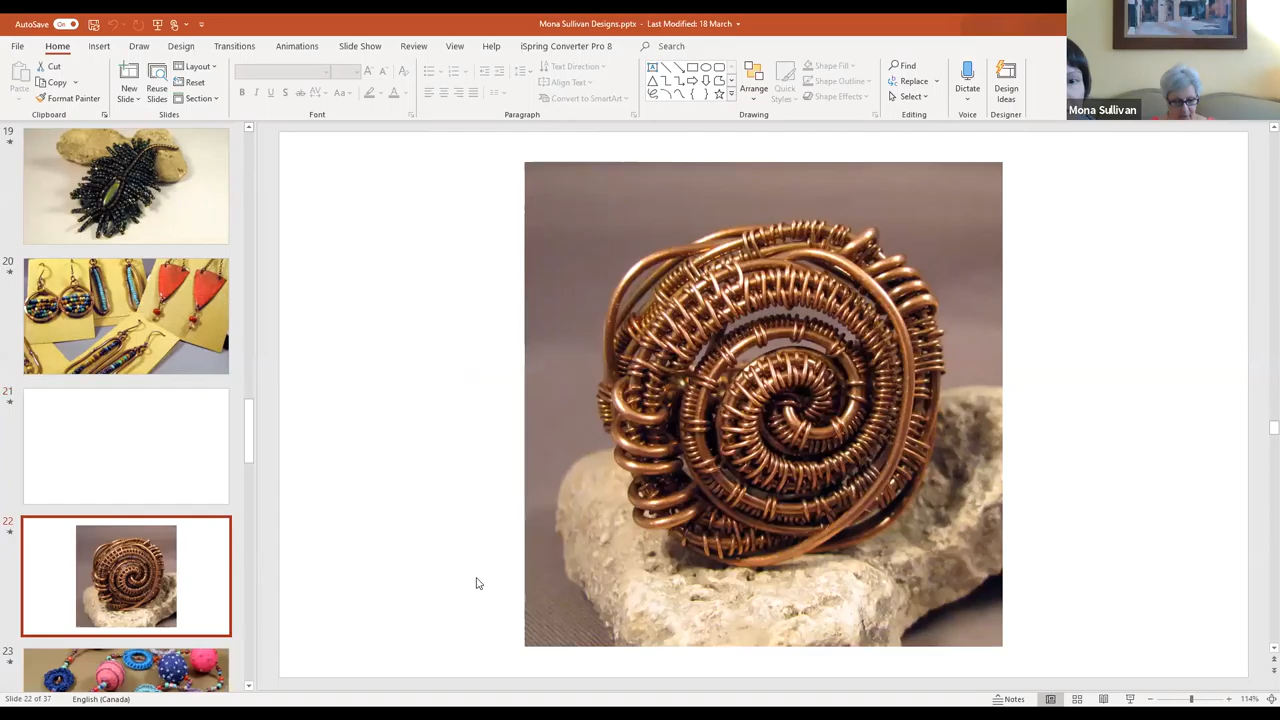 AutoSave On Mona Sullivan Designs.pptx - Last Modified: 18 March
File Home Insert Draw Design Transitions Animations Slide Show Review View Help iSpring Converter Pro 8 Search
Paste
Cut
Copy
Format Painter
Clipboard
New Slide
Reuse Slides
Layout
Reset
Section
Slides
B I U S ab AV Aa A
Font
Text Direction
Align Text
Convert to SmartArt
Paragraph
Arrange
Quick Styles
Shape Fill
Shape Outline
Shape Effects
Drawing
Find
Replace
Select
Editing
Dictate
Voice
Design Ideas
Designer
Mona Sullivan
19
20
21
22
23
Slide 22 of 37 English (Canada) Notes 114%